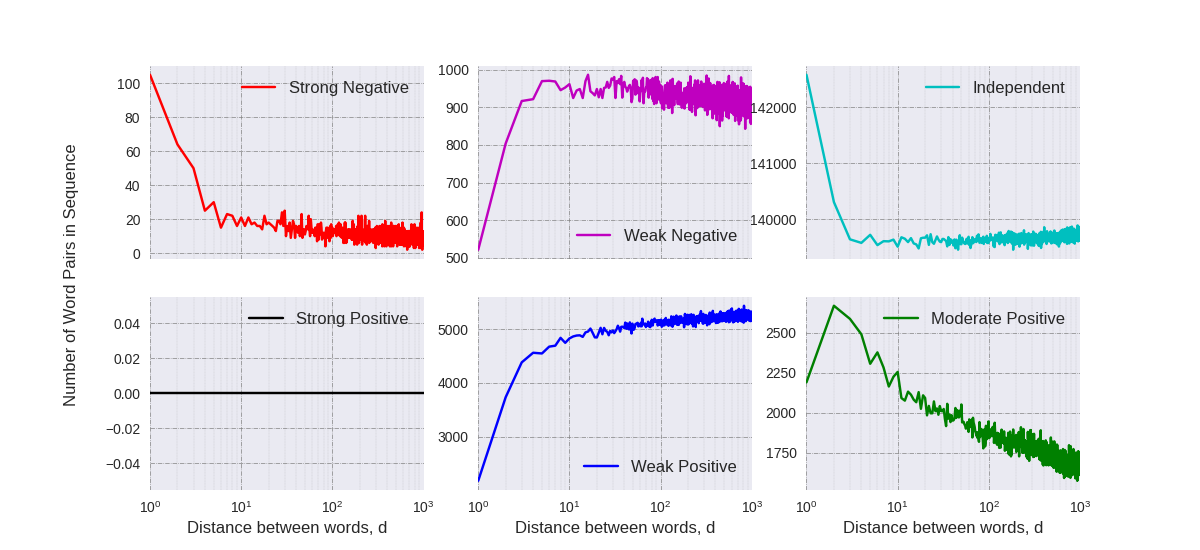 Number of Word Pairs in Sequence
100
80
60
40
20
0
Strong Negative
1000
900
800
700
600
500
Weak Negative
142000
141000
140000
Independent
0.04
0.02
0.00
−0.02
−0.04
Strong Positive
10⁰ 10¹ 10² 10³
Distance between words, d
5000
4000
3000
Weak Positive
10⁰ 10¹ 10² 10³
Distance between words, d
2500
2250
2000
1750
Moderate Positive
10⁰ 10¹ 10² 10³
Distance between words, d